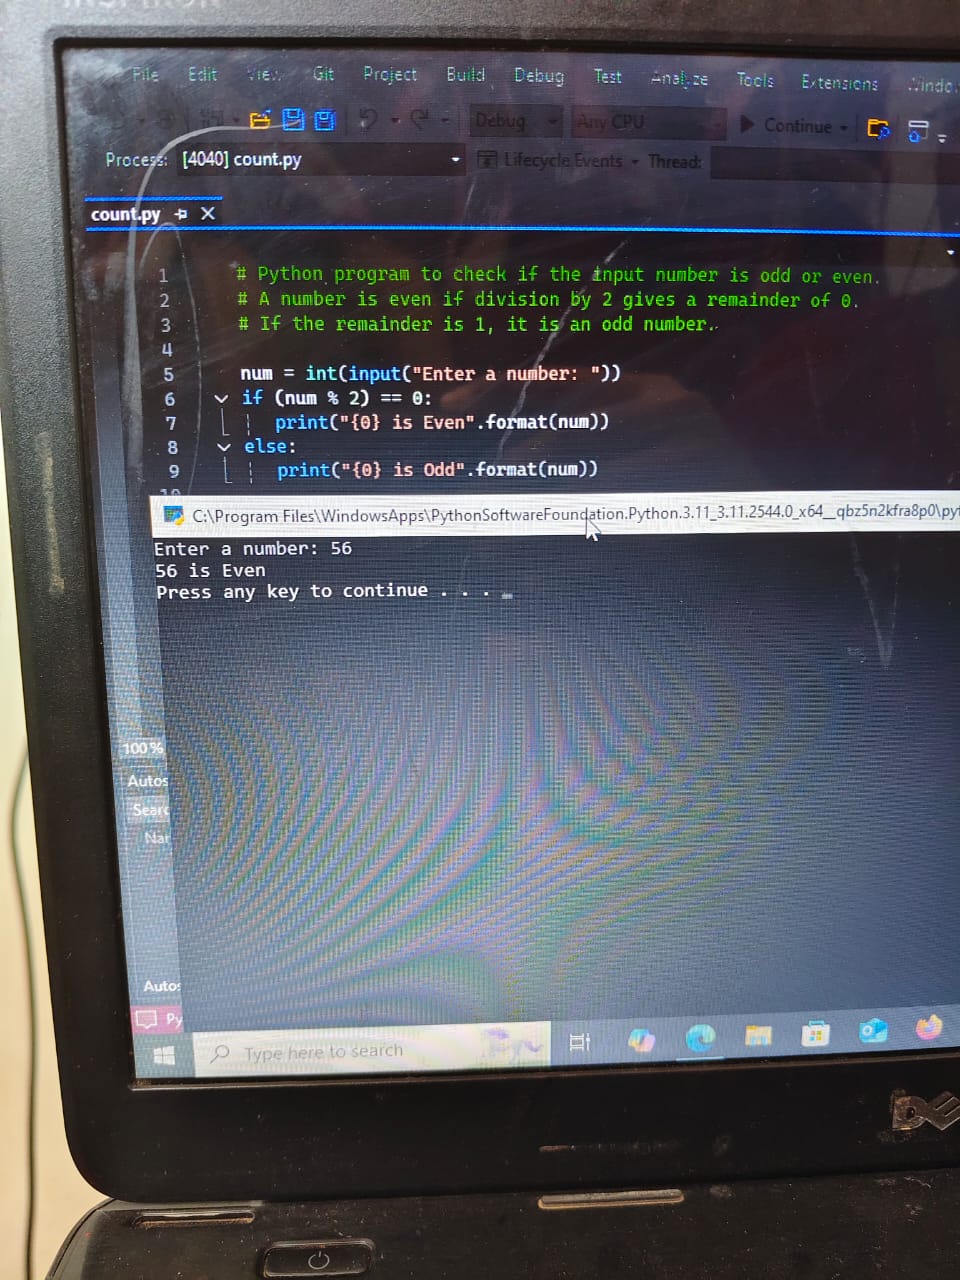 File Edit View Git Project Build Debug Test Analyze Tools Extensions
Debug Any CPU Continue
Process: [4040] count.py Lifecycle Events Thread:
count.py
1 # Python program to check if the input number is odd or even.
2 # A number is even if division by 2 gives a remainder of 0.
3 # If the remainder is 1, it is an odd number.
4
5 num = int(input("Enter a number: "))
6 if (num % 2) == 0:
7 print("{0} is Even".format(num))
8 else:
9 print("{0} is Odd".format(num))
10
C:\Program Files\WindowsApps\PythonSoftwareFoundation.Python.3.11_3.11.2544.0_x64__qbz5n2kfra8p0\pyt
Enter a number: 56
56 is Even
Press any key to continue . . .
100 %
Autos
Searc
Nar
Autos
Py
Type here to search
DELL